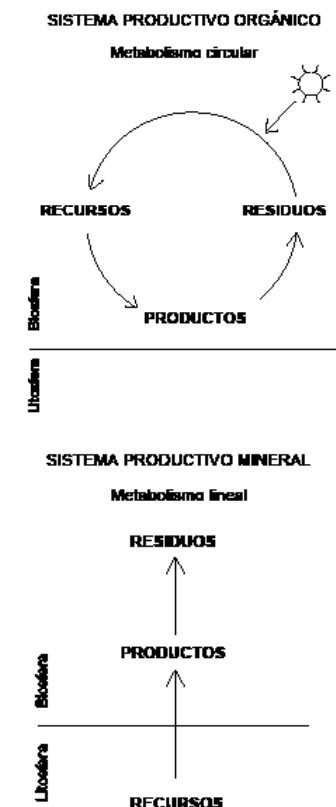 SISTEMA PRODUCTIVO ORGÁNICO
Metabolismo circular
RECURSOS
RESIDUOS
PRODUCTOS
Biosfera
Litosfera
SISTEMA PRODUCTIVO MINERAL
Metabolismo lineal
RESIDUOS
PRODUCTOS
Biosfera
Litosfera
RECURSOS